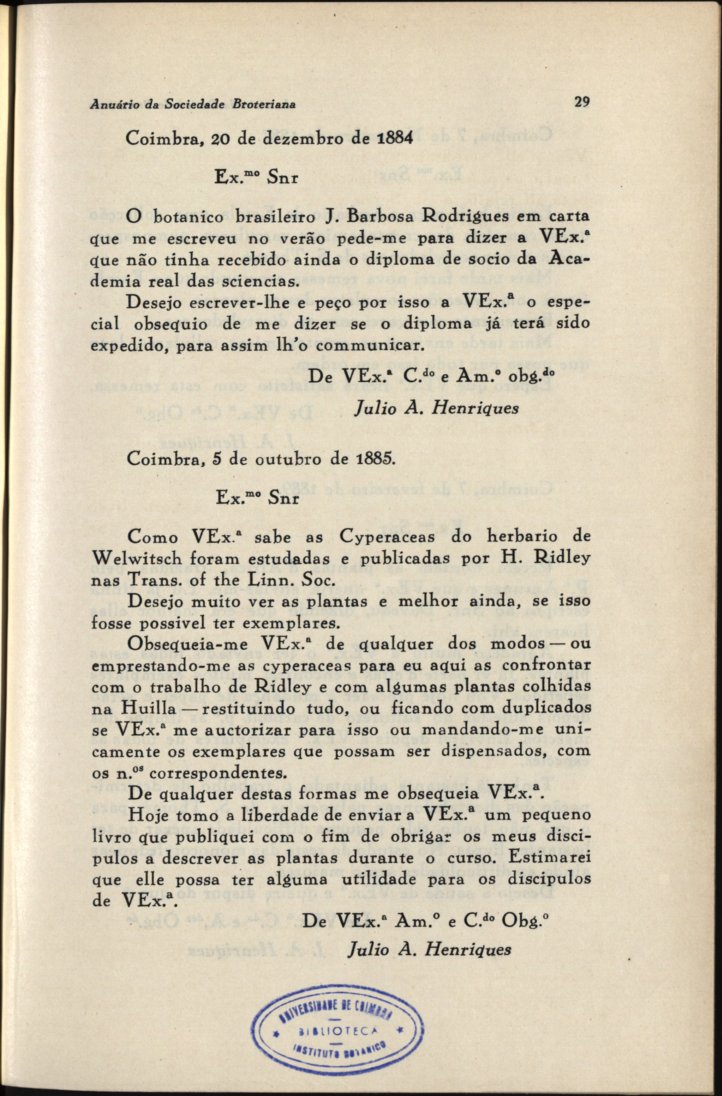 Anuário da Sociedade Broteriana 29
Coimbra, 20 de dezembro de 1884
Ex.ᵐᵒ Snr
O botanico brasileiro J. Barbosa Rodrigues em carta
que me escreveu no verão pede-me para dizer a VEx.ª
que não tinha recebido ainda o diploma de socio da Aca-
demia real das sciencias.
Desejo escrever-lhe e peço por isso a VEx.ª o espe-
cial obsequio de me dizer se o diploma já terá sido
expedido, para assim lh'o communicar.
De VEx.ª C.ᵈᵒ e Am.º obg.ᵈᵒ
Julio A. Henriques
Coimbra, 5 de outubro de 1885.
Ex.ᵐᵒ Snr
Como VEx.ª sabe as Cyperaceas do herbario de
Welwitsch foram estudadas e publicadas por H. Ridley
nas Trans. of the Linn. Soc.
Desejo muito ver as plantas e melhor ainda, se isso
fosse possivel ter exemplares.
Obsequeia-me VEx.ª de qualquer dos modos — ou
emprestando-me as cyperaceas para eu aqui as confrontar
com o trabalho de Ridley e com algumas plantas colhidas
na Huilla — restituindo tudo, ou ficando com duplicados
se VEx.ª me auctorizar para isso ou mandando-me uni-
camente os exemplares que possam ser dispensados, com
os n.ᵒˢ correspondentes.
De qualquer destas formas me obsequeia VEx.ª.
Hoje tomo a liberdade de enviar a VEx.ª um pequeno
livro que publiquei com o fim de obrigar os meus disci-
pulos a descrever as plantas durante o curso. Estimarei
que elle possa ter alguma utilidade para os discipulos
de VEx.ª.
De VEx.ª Am.º e C.ᵈᵒ Obg.º
Julio A. Henriques
UNIVERSIDADE DE COIMBRA
* BIBLIOTECA *
INSTITUTO BOTANICO